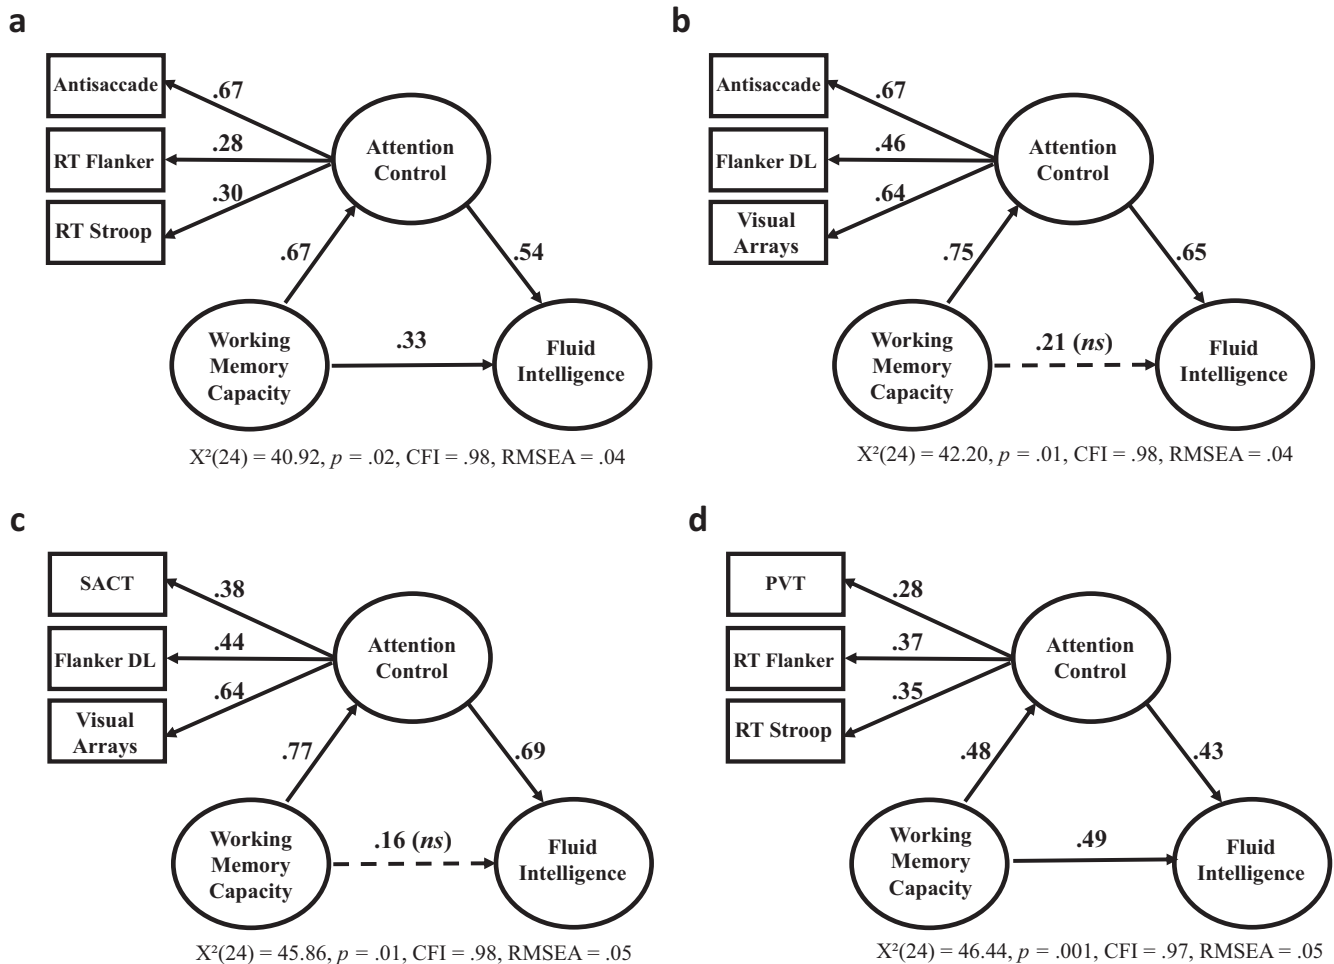 a
Antisaccade
RT Flanker
RT Stroop
.67
.28
.30
Attention
Control
.67
.54
Working
Memory
Capacity
.33
Fluid
Intelligence
X²(24) = 40.92, p = .02, CFI = .98, RMSEA = .04
b
Antisaccade
Flanker DL
Visual
Arrays
.67
.46
.64
Attention
Control
.75
.65
Working
Memory
Capacity
.21 (ns)
Fluid
Intelligence
X²(24) = 42.20, p = .01, CFI = .98, RMSEA = .04
c
SACT
Flanker DL
Visual
Arrays
.38
.44
.64
Attention
Control
.77
.69
Working
Memory
Capacity
.16 (ns)
Fluid
Intelligence
X²(24) = 45.86, p = .01, CFI = .98, RMSEA = .05
d
PVT
RT Flanker
RT Stroop
.28
.37
.35
Attention
Control
.48
.43
Working
Memory
Capacity
.49
Fluid
Intelligence
X²(24) = 46.44, p = .001, CFI = .97, RMSEA = .05